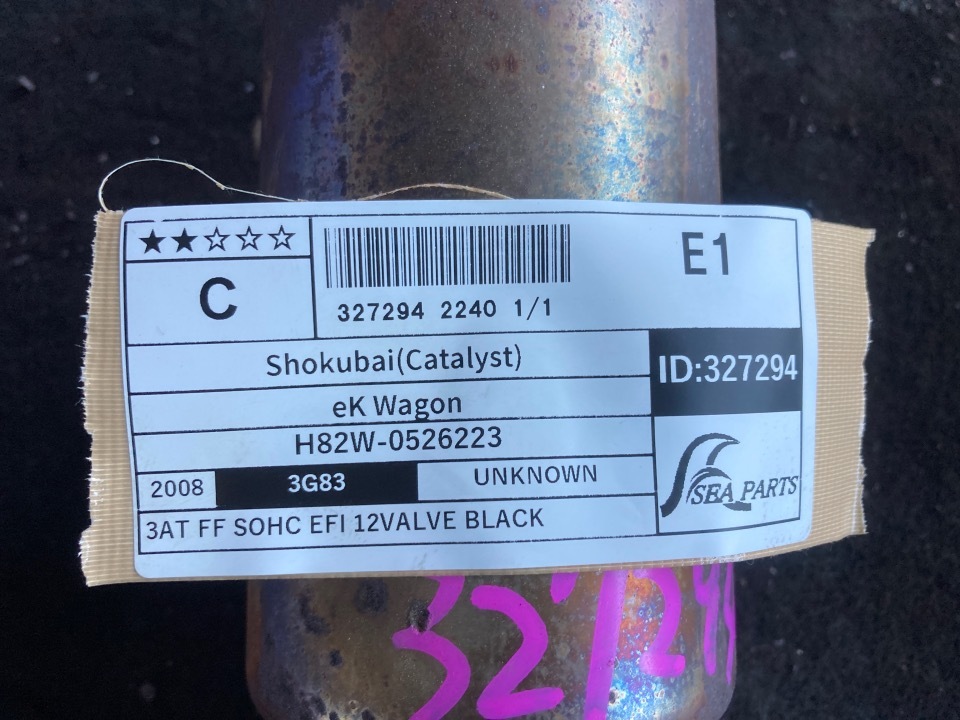 ★★☆☆☆
C
327294 2240 1/1
E1
Shokubai(Catalyst)
ID:327294
eK Wagon
H82W-0526223
2008 3G83 UNKNOWN
SEA PARTS
3AT FF SOHC EFI 12VALVE BLACK
327294